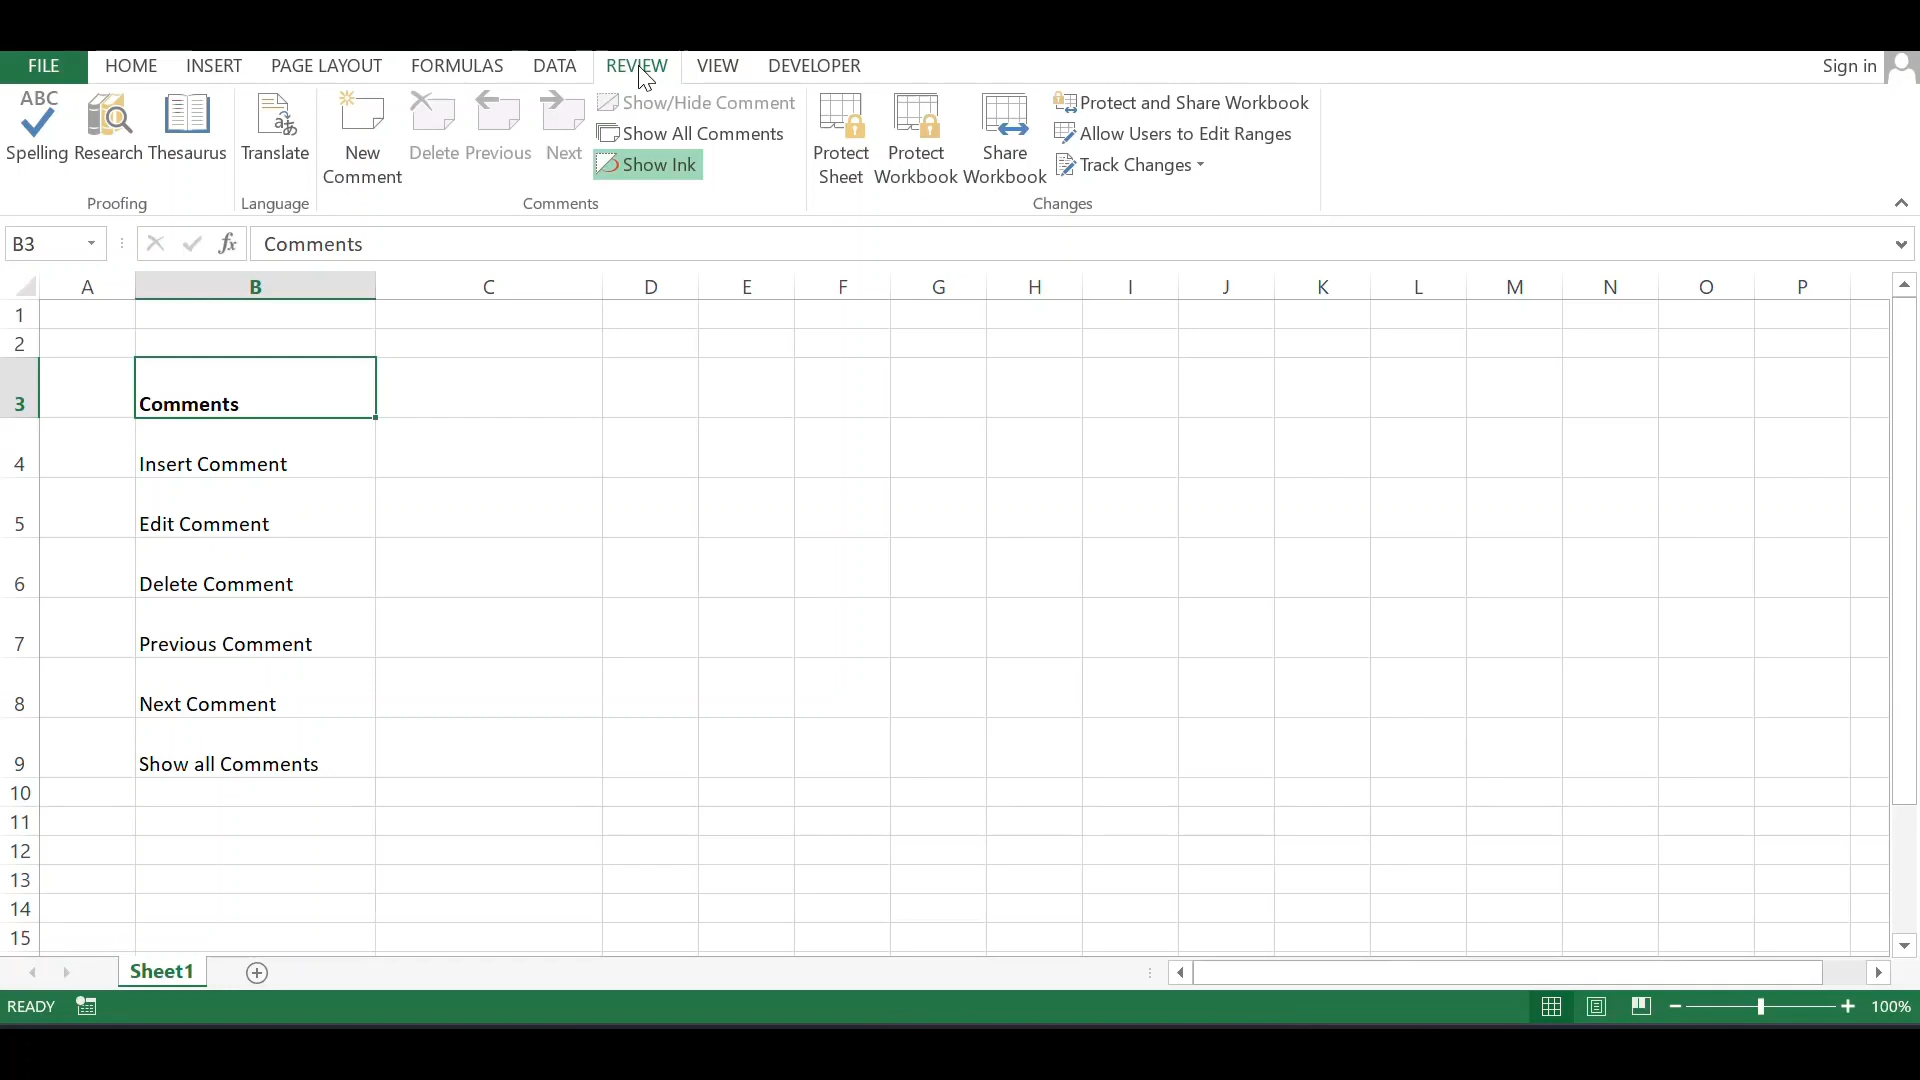 FILE HOME INSERT PAGE LAYOUT FORMULAS DATA REVIEW VIEW DEVELOPER Sign in
ABC
Spelling Research Thesaurus
Proofing
Translate
Language
New
Comment
Delete Previous Next
Show/Hide Comment
Show All Comments
Show Ink
Comments
Protect
Sheet
Protect
Workbook
Share
Workbook
Protect and Share Workbook
Allow Users to Edit Ranges
Track Changes
Changes
B3 fx Comments
A B C D E F G H I J K L M N O P
1
2
3 Comments
4 Insert Comment
5 Edit Comment
6 Delete Comment
7 Previous Comment
8 Next Comment
9 Show all Comments
10
11
12
13
14
15
Sheet1
READY 100%